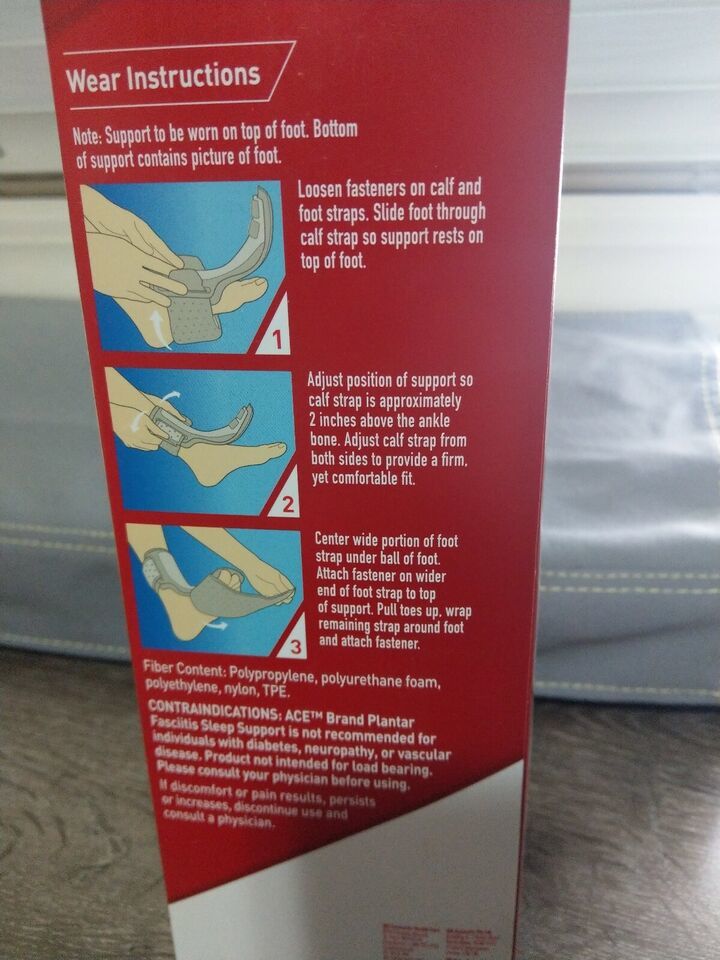 Wear Instructions
Note: Support to be worn on top of foot. Bottom
of support contains picture of foot.
Loosen fasteners on calf and
foot straps. Slide foot through
calf strap so support rests on
top of foot.
1
Adjust position of support so
calf strap is approximately
2 inches above the ankle
bone. Adjust calf strap from
both sides to provide a firm,
yet comfortable fit.
2
Center wide portion of foot
strap under ball of foot.
Attach fastener on wider
end of foot strap to top
of support. Pull toes up, wrap
remaining strap around foot
and attach fastener.
3
Fiber Content: Polypropylene, polyurethane foam,
polyethylene, nylon, TPE.
CONTRAINDICATIONS: ACE™ Brand Plantar
Fasciitis Sleep Support is not recommended for
individuals with diabetes, neuropathy, or vascular
disease. Product not intended for load bearing.
Please consult your physician before using.
If discomfort or pain results, persists
or increases, discontinue use and
consult a physician.